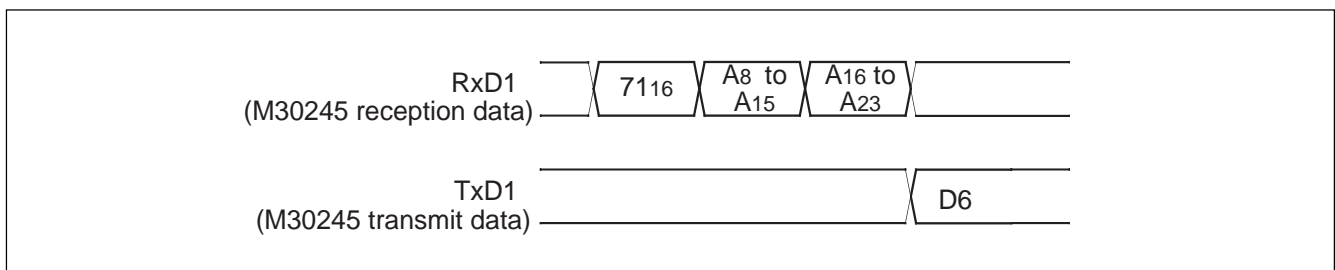 RxD1
(M30245 reception data)
7116
A8 to
A15
A16 to
A23
TxD1
(M30245 transmit data)
D6